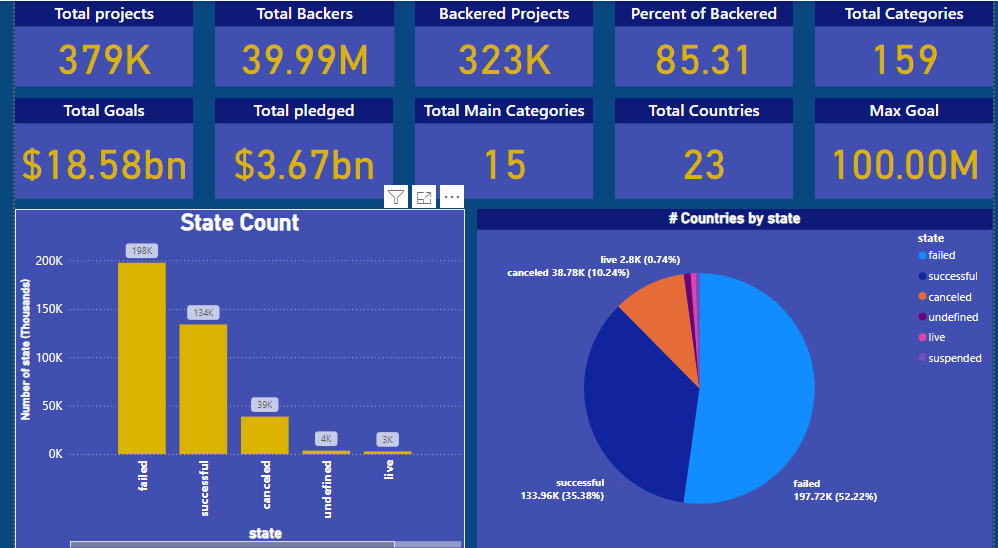 Total projects
379K
Total Backers
39.99M
Backered Projects
323K
Percent of Backered
85.31
Total Categories
159
Total Goals
$18.58bn
Total pledged
$3.67bn
Total Main Categories
15
Total Countries
23
Max Goal
100.00M
State Count
Number of state (Thousands)
200K
150K
100K
50K
0K
198K
134K
39K
4K
3K
failed
successful
canceled
undefined
live
state
# Countries by state
live 2.8K (0.74%)
canceled 38.78K (10.24%)
successful
133.96K (35.38%)
failed
197.72K (52.22%)
state
failed
successful
canceled
undefined
live
suspended